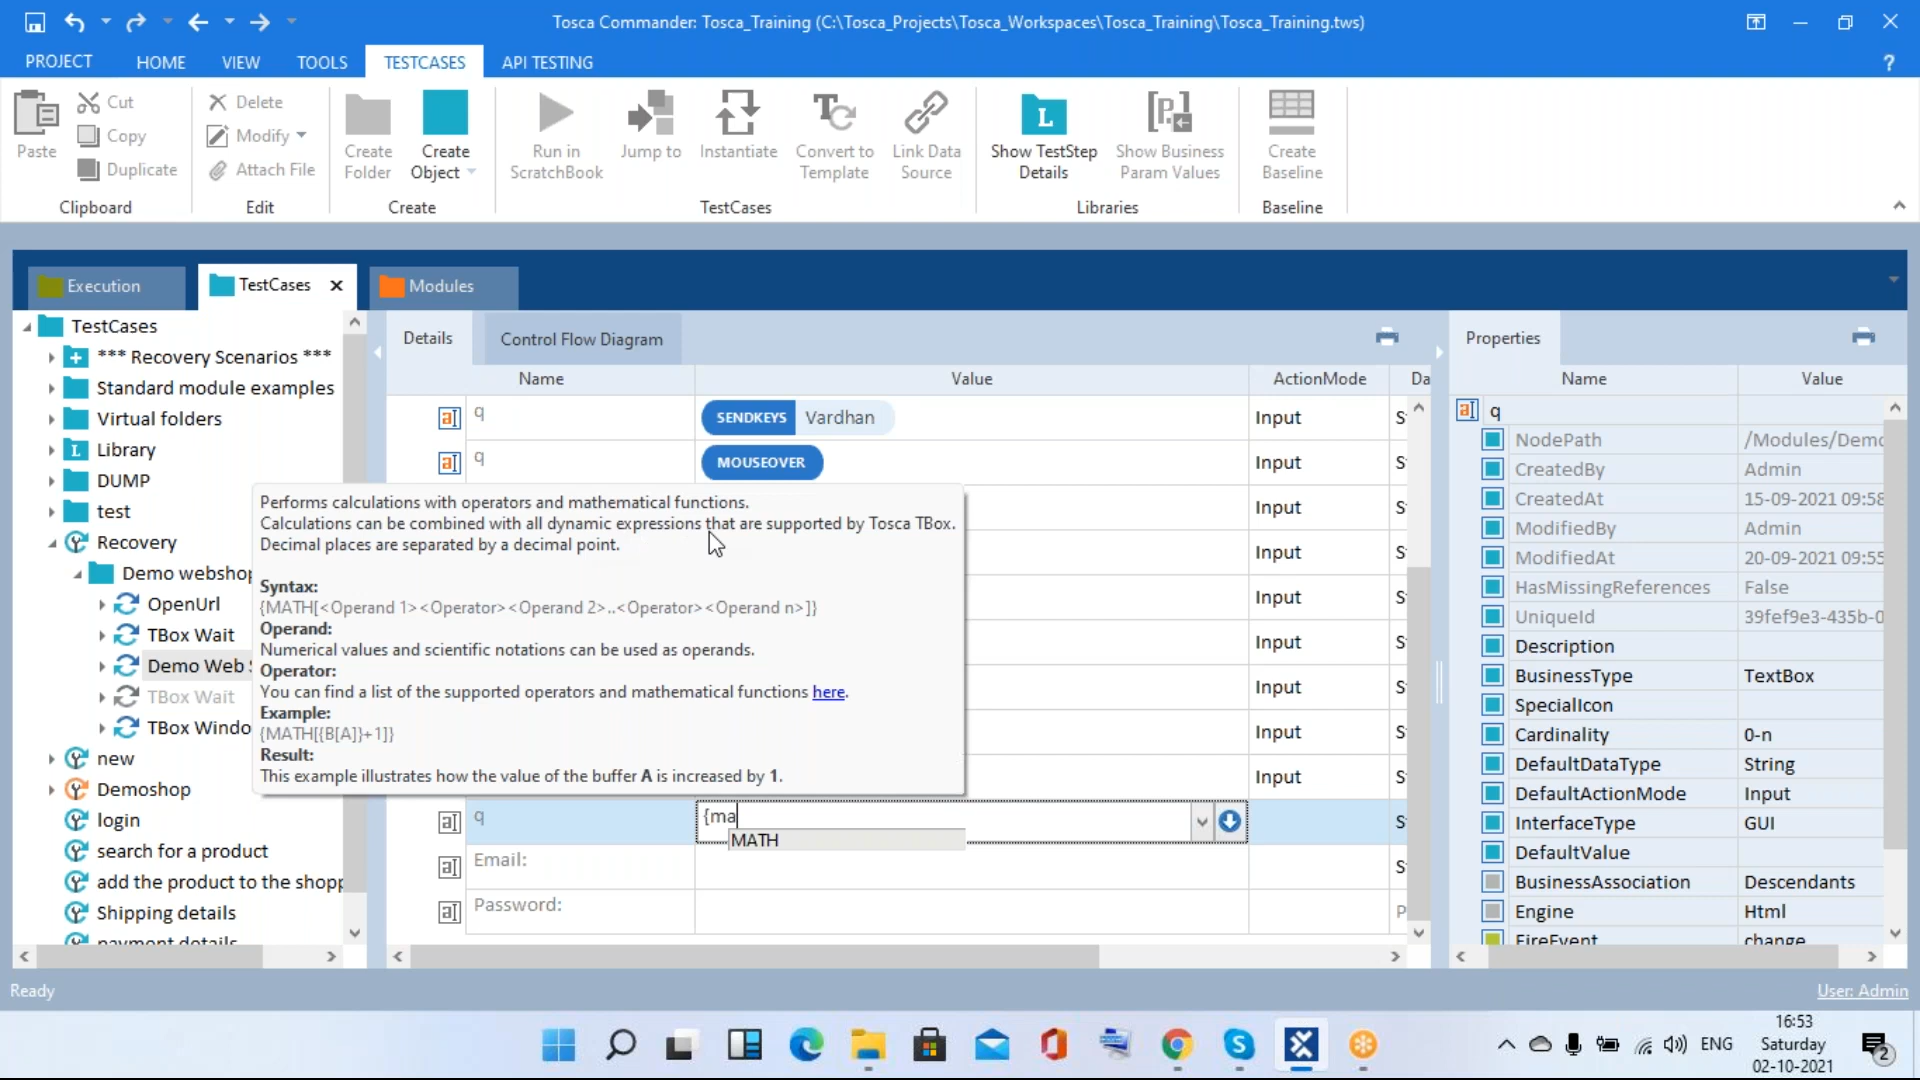 Tosca Commander: Tosca_Training (C:\Tosca_Projects\Tosca_Workspaces\Tosca_Training\Tosca_Training.tws)
PROJECT HOME VIEW TOOLS TESTCASES API TESTING ?
Paste
Cut
Copy
Duplicate
Clipboard
Delete
Modify
Attach File
Edit
Create
Folder
Create
Object
Create
Run in
ScratchBook
Jump to
Instantiate
Convert to
Template
Link Data
Source
TestCases
Show TestStep
Details
Show Business
Param Values
Libraries
Create
Baseline
Baseline
Execution
TestCases
Modules
TestCases
*** Recovery Scenarios ***
Standard module examples
Virtual folders
Library
DUMP
test
Recovery
Demo webshop
OpenUrl
TBox Wait
Demo Web S
TBox Wait
TBox Windo
new
Demoshop
login
search for a product
add the product to the shopp
Shipping details
payment details
Details
Control Flow Diagram
Name Value ActionMode Da
q SENDKEYS Vardhan Input S
q MOUSEOVER Input S
Input S
Input S
Input S
Input S
Input S
Input S
Input S
q {ma S
MATH
Email: S
Password: P
Performs calculations with operators and mathematical functions.
Calculations can be combined with all dynamic expressions that are supported by Tosca TBox.
Decimal places are separated by a decimal point.
Syntax:
{MATH[<Operand 1><Operator><Operand 2>..<Operator><Operand n>]}
Operand:
Numerical values and scientific notations can be used as operands.
Operator:
You can find a list of the supported operators and mathematical functions here.
Example:
{MATH[{B[A]}+1]}
Result:
This example illustrates how the value of the buffer A is increased by 1.
Properties
Name Value
q
NodePath /Modules/Demo
CreatedBy Admin
CreatedAt 15-09-2021 09:58
ModifiedBy Admin
ModifiedAt 20-09-2021 09:55
HasMissingReferences False
UniqueId 39fef9e3-435b-0
Description
BusinessType TextBox
SpecialIcon
Cardinality 0-n
DefaultDataType String
DefaultActionMode Input
InterfaceType GUI
DefaultValue
BusinessAssociation Descendants
Engine Html
FireEvent change
Ready
User: Admin
ENG
16:53
Saturday
02-10-2021
2